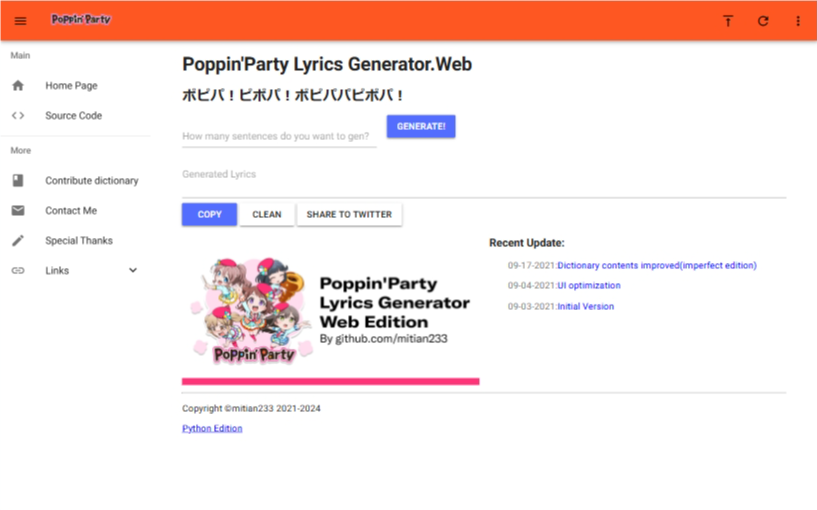 Poppin'Party
Main
Home Page
Source Code
More
Contribute dictionary
Contact Me
Special Thanks
Links
Poppin'Party Lyrics Generator.Web
ポピパ！ピポパ！ポピパパピポパ！
How many sentences do you want to gen?
GENERATE!
Generated Lyrics
COPY
CLEAN
SHARE TO TWITTER
Poppin'Party
Poppin'Party
Lyrics Generator
Web Edition
By github.com/mitian233
Recent Update:
09-17-2021:Dictionary contents improved(imperfect edition)
09-04-2021:UI optimization
09-03-2021:Initial Version
Copyright ©mitian233 2021-2024
Python Edition